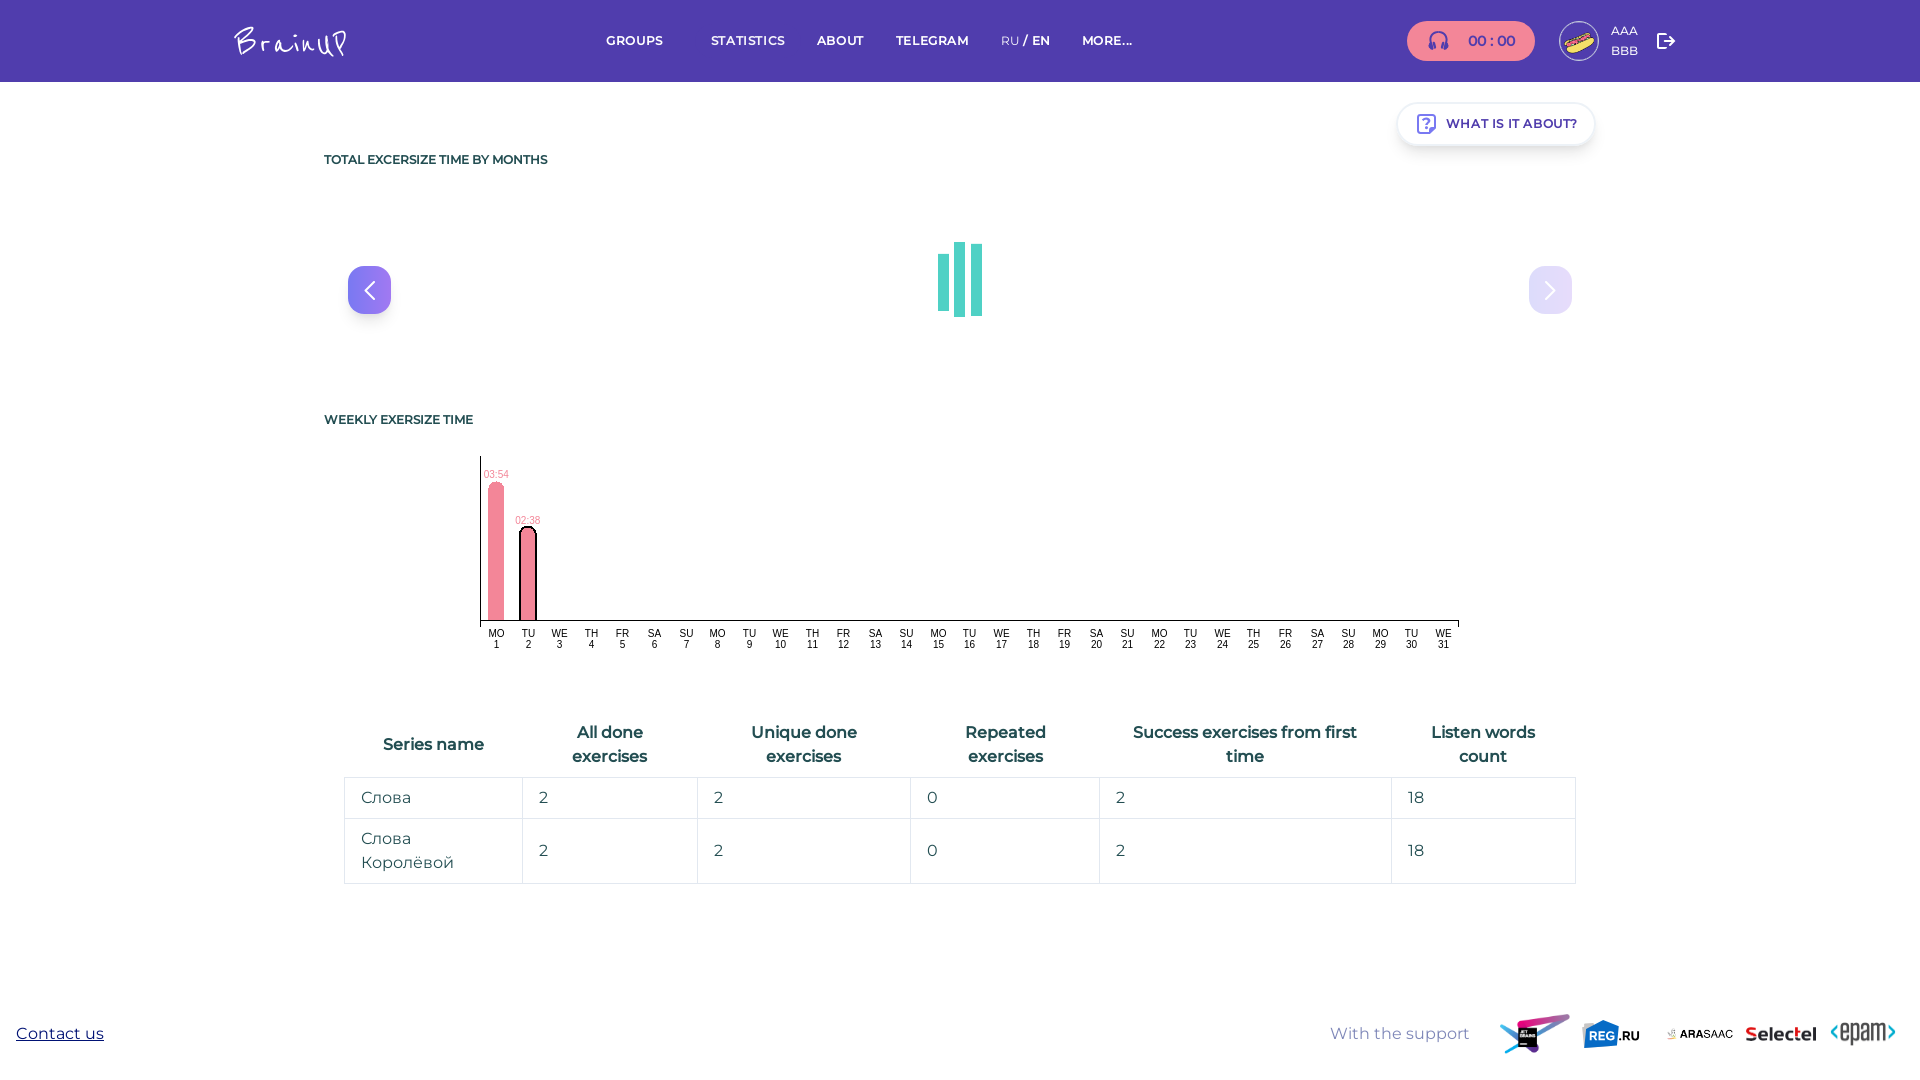 BrainUP
GROUPS
STATISTICS
ABOUT
TELEGRAM
RU / EN
MORE...
00 : 00
AAA
BBB
WHAT IS IT ABOUT?
TOTAL EXCERSIZE TIME BY MONTHS
WEEKLY EXERSIZE TIME
03:54
02:38
MO TU WE TH FR SA SU MO TU WE TH FR SA SU MO TU WE TH FR SA SU MO TU WE TH FR SA SU MO TU WE
1 2 3 4 5 6 7 8 9 10 11 12 13 14 15 16 17 18 19 20 21 22 23 24 25 26 27 28 29 30 31
Series name
All done
exercises
Unique done
exercises
Repeated
exercises
Success exercises from first
time
Listen words
count
Слова 2 2 0 2 18
Слова
Королёвой 2 2 0 2 18
Contact us
With the support
JET
BRAINS
REG.RU
ARASAAC
Selectel
<epam>